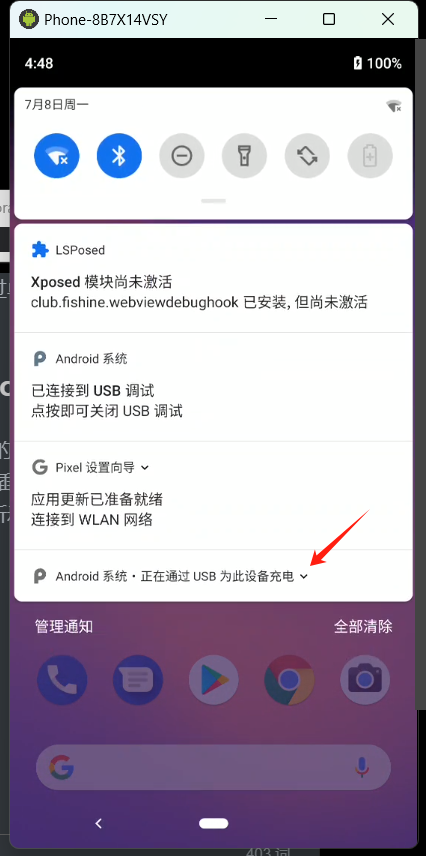 Phone-8B7X14VSY
4:48
100%
7月8日周一
LSPosed
Xposed 模块尚未激活
club.fishine.webviewdebughook 已安装, 但尚未激活
Android 系统
已连接到 USB 调试
点按即可关闭 USB 调试
Pixel 设置向导
应用更新已准备就绪
连接到 WLAN 网络
Android 系统 • 正在通过 USB 为此设备充电
管理通知
全部清除